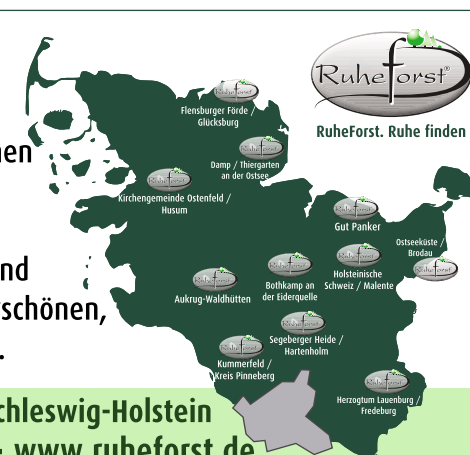 RuheForst®
RuheForst. Ruhe finden
Flensburger Förde /
Glücksburg
Damp / Thiergarten
an der Ostsee
Kirchengemeinde Ostenfeld /
Husum
Gut Panker
Ostseeküste /
Brodau
Holsteinische
Schweiz / Malente
Bothkamp an
der Eiderquelle
Aukrug-Waldhütten
Segeberger Heide /
Hartenholm
Kummerfeld /
Kreis Pinneberg
Herzogtum Lauenburg /
Fredeburg
en
nd
schönen,
.
chleswig-Holstein
www.ruheforst.de